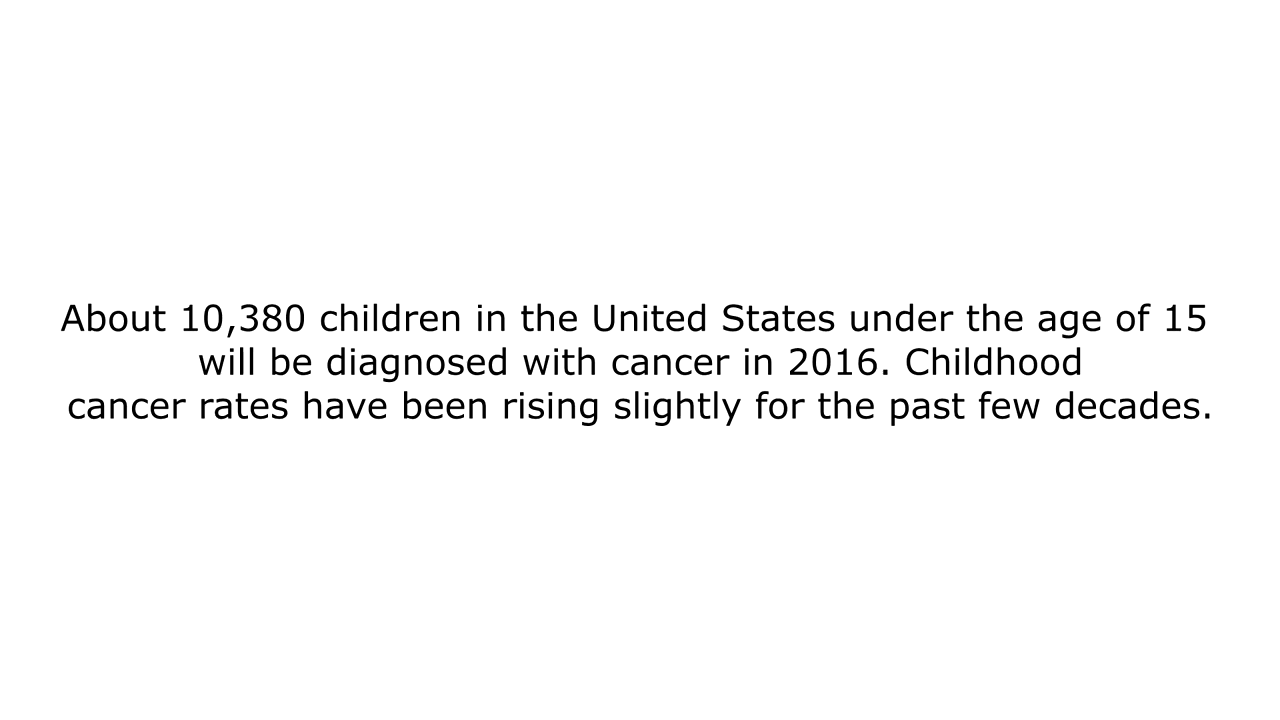 About 10,380 children in the United States under the age of 15
will be diagnosed with cancer in 2016. Childhood
cancer rates have been rising slightly for the past few decades.